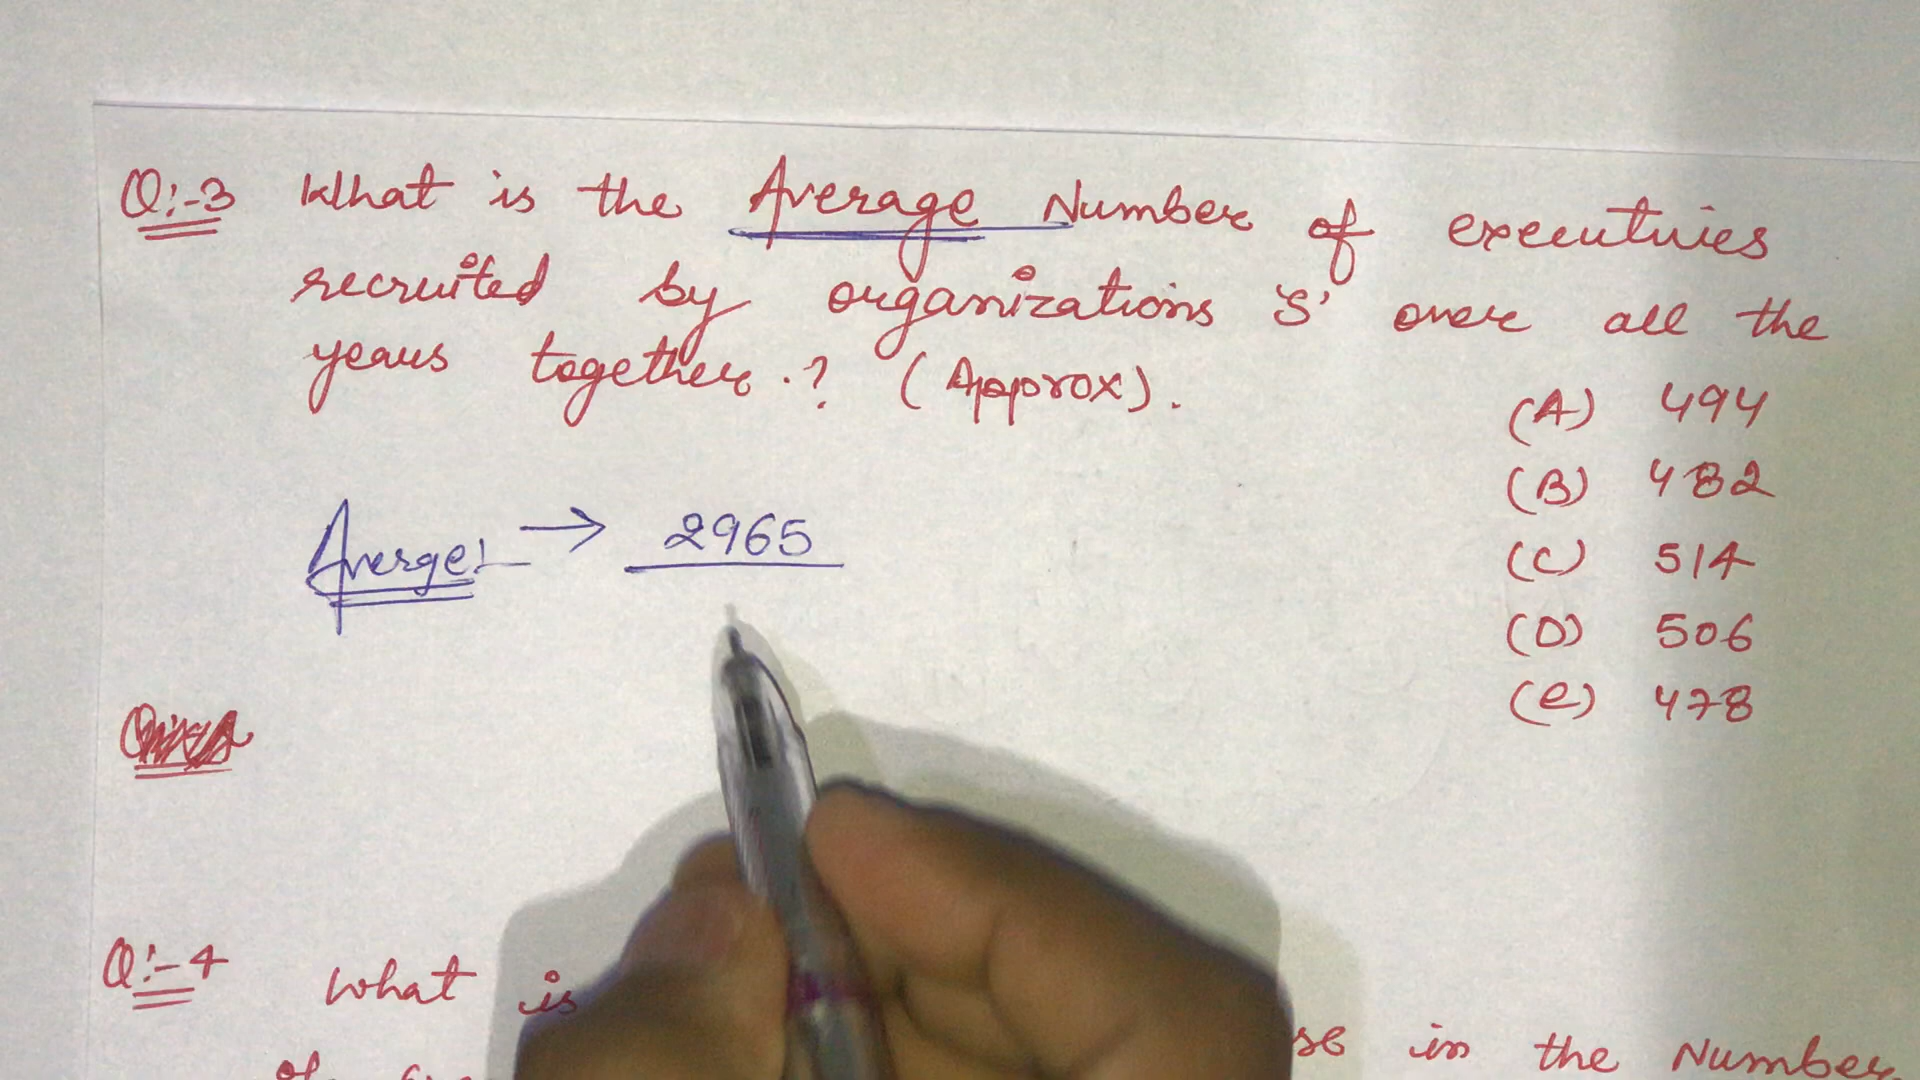 Q:-3 What is the Average Number of executives
recruited by organizations 'S' over all the
years together.? (Approx).
(A) 494
(B) 482
(C) 514
(D) 506
(e) 478
Averge:- → 2965
Q:-4 What is
se in the Number